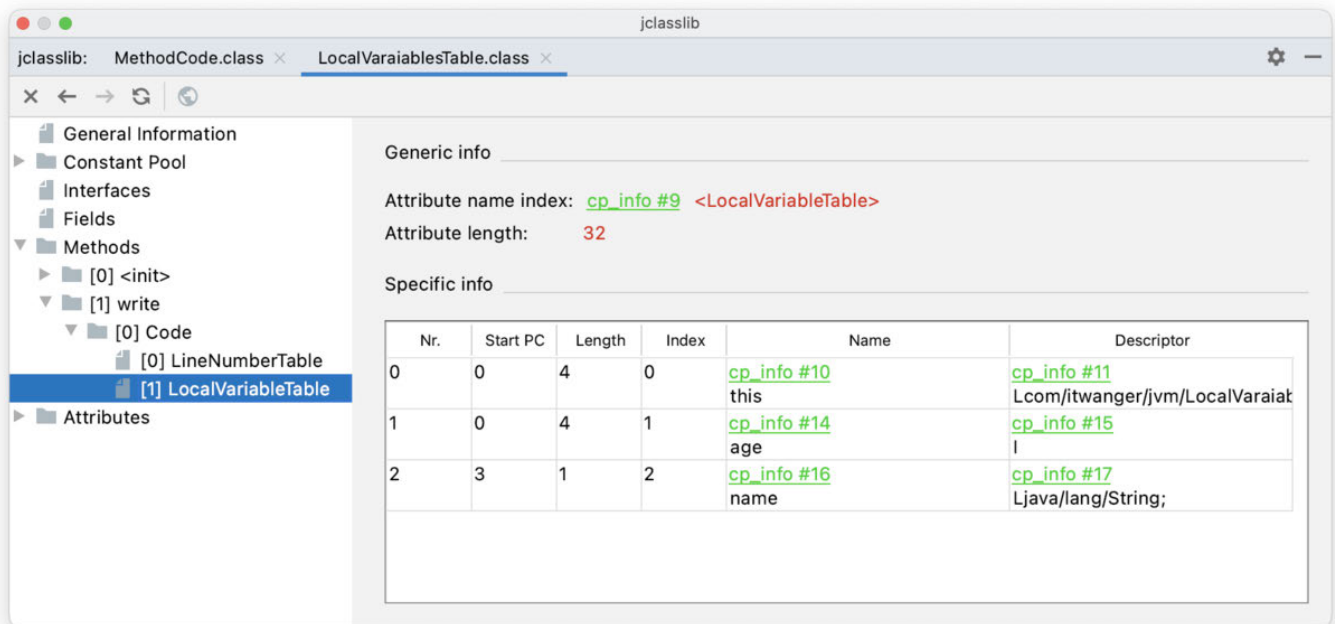 jclasslib
jclasslib: MethodCode.class LocalVaraiablesTable.class
General Information
Constant Pool
Interfaces
Fields
Methods
[0] <init>
[1] write
[0] Code
[0] LineNumberTable
[1] LocalVariableTable
Attributes
Generic info
Attribute name index: cp_info #9 <LocalVariableTable>
Attribute length: 32
Specific info
Nr. Start PC Length Index Name Descriptor
0 0 4 0 cp_info #10 cp_info #11
this Lcom/itwanger/jvm/LocalVaraiab
1 0 4 1 cp_info #14 cp_info #15
age I
2 3 1 2 cp_info #16 cp_info #17
name Ljava/lang/String;